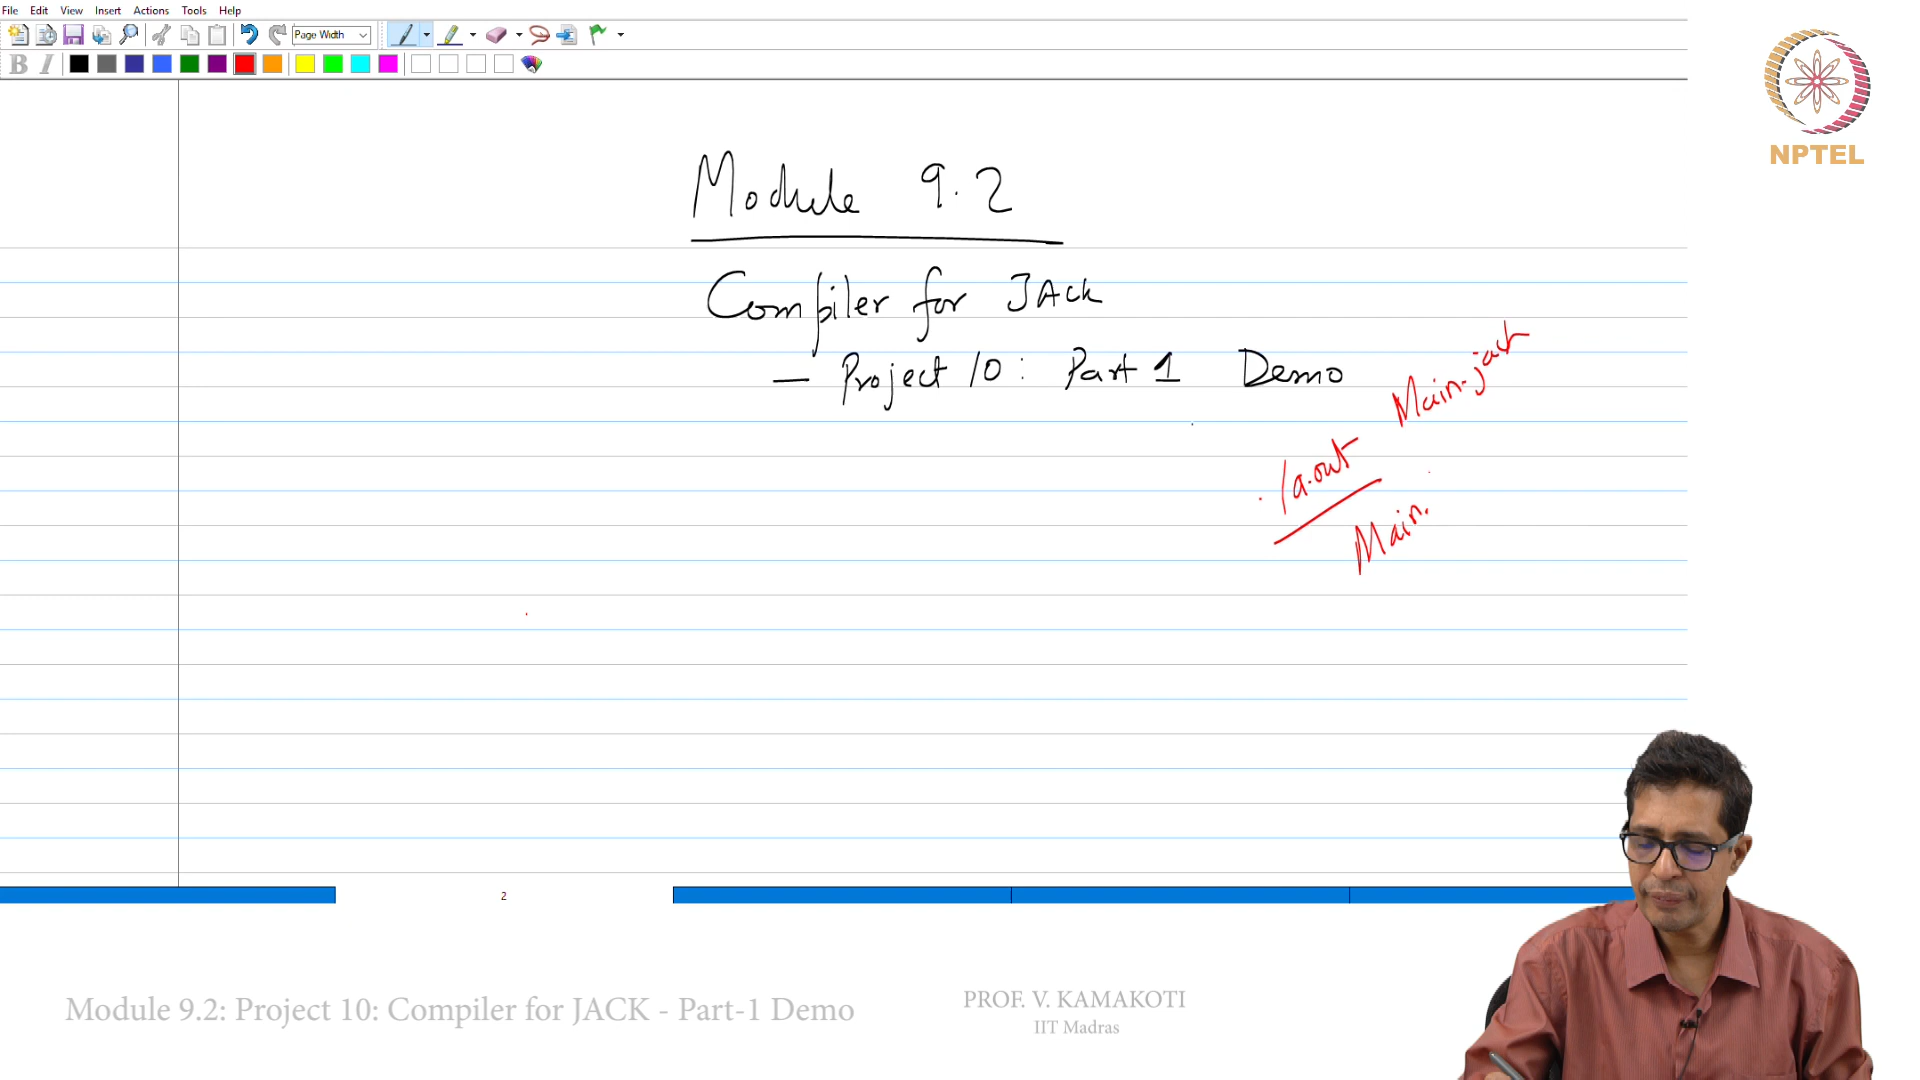 File Edit View Insert Actions Tools Help
Page Width
B I
NPTEL
Module 9.2
Compiler for JAck
— Project 10: Part 1 Demo
./a.out Main.jack
Main.
2
Module 9.2: Project 10: Compiler for JACK - Part-1 Demo
PROF. V. KAMAKOTI
IIT Madras